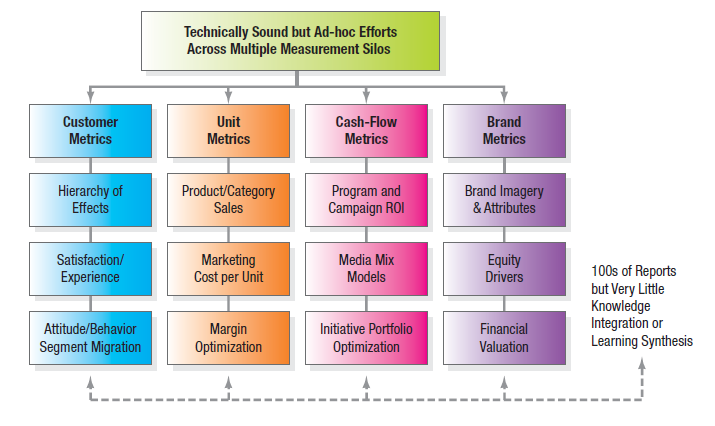 Technically Sound but Ad-hoc Efforts
Across Multiple Measurement Silos
Customer
Metrics
Unit
Metrics
Cash-Flow
Metrics
Brand
Metrics
Hierarchy of
Effects
Product/Category
Sales
Program and
Campaign ROI
Brand Imagery
& Attributes
Satisfaction/
Experience
Marketing
Cost per Unit
Media Mix
Models
Equity
Drivers
Attitude/Behavior
Segment Migration
Margin
Optimization
Initiative Portfolio
Optimization
Financial
Valuation
100s of Reports
but Very Little
Knowledge
Integration or
Learning Synthesis